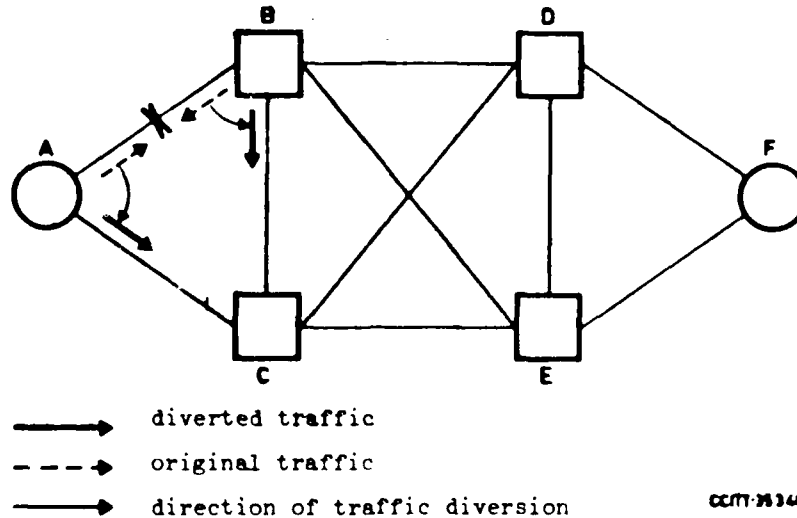 B D
A F
C E
diverted traffic
original traffic
direction of traffic diversion